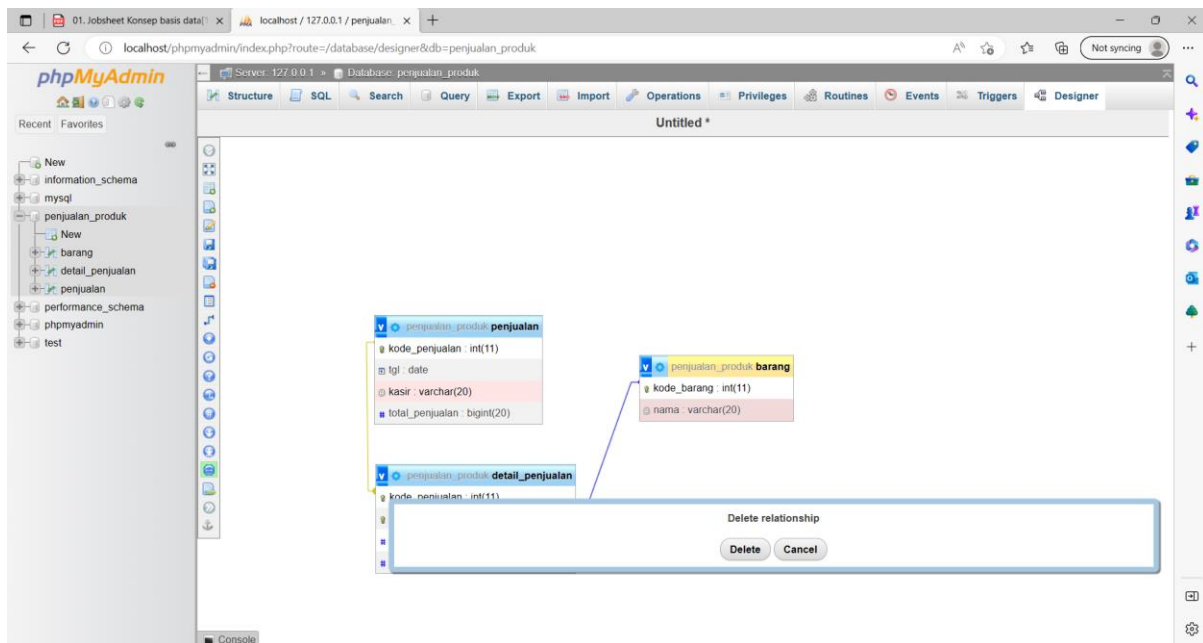 01. Jobsheet Konsep basis data(1
localhost / 127.0.0.1 / penjualan_
localhost/phpmyadmin/index.php?route=/database/designer&db=penjualan_produk
Not syncing
phpMyAdmin
Recent Favorites
New
information_schema
mysql
penjualan_produk
New
barang
detail_penjualan
penjualan
performance_schema
phpmyadmin
test
Server: 127.0.0.1 » Database: penjualan_produk
Structure SQL Search Query Export Import Operations Privileges Routines Events Triggers Designer
Untitled *
v penjualan_produk penjualan
kode_penjualan : int(11)
tgl : date
kasir : varchar(20)
# total_penjualan : bigint(20)
v penjualan_produk barang
kode_barang : int(11)
nama : varchar(20)
v penjualan_produk detail_penjualan
kode_penjualan : int(11)
#
#
Delete relationship
Delete Cancel
Console